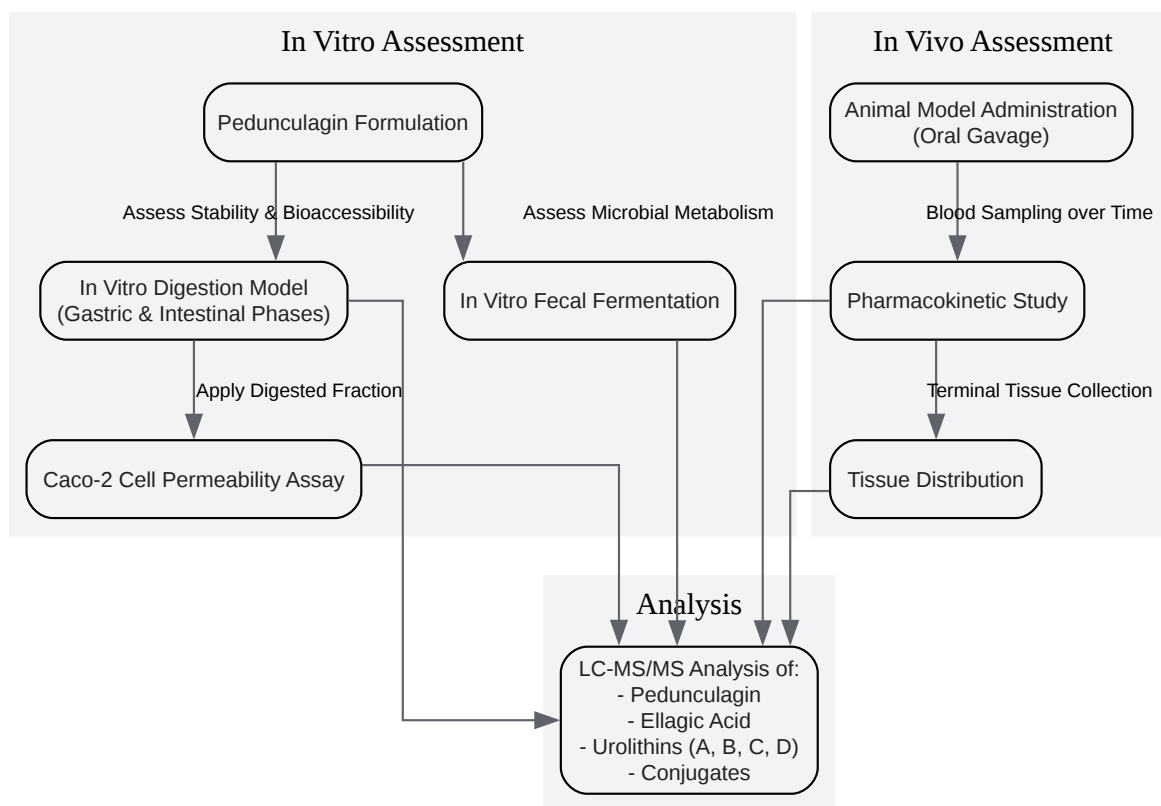 In Vitro Assessment
In Vivo Assessment
Pedunculagin Formulation
Animal Model Administration
(Oral Gavage)
Assess Stability & Bioaccessibility
Assess Microbial Metabolism
Blood Sampling over Time
In Vitro Digestion Model
(Gastric & Intestinal Phases)
In Vitro Fecal Fermentation
Pharmacokinetic Study
Apply Digested Fraction
Terminal Tissue Collection
Caco-2 Cell Permeability Assay
Tissue Distribution
Analysis
LC-MS/MS Analysis of:
- Pedunculagin
- Ellagic Acid
- Urolithins (A, B, C, D)
- Conjugates